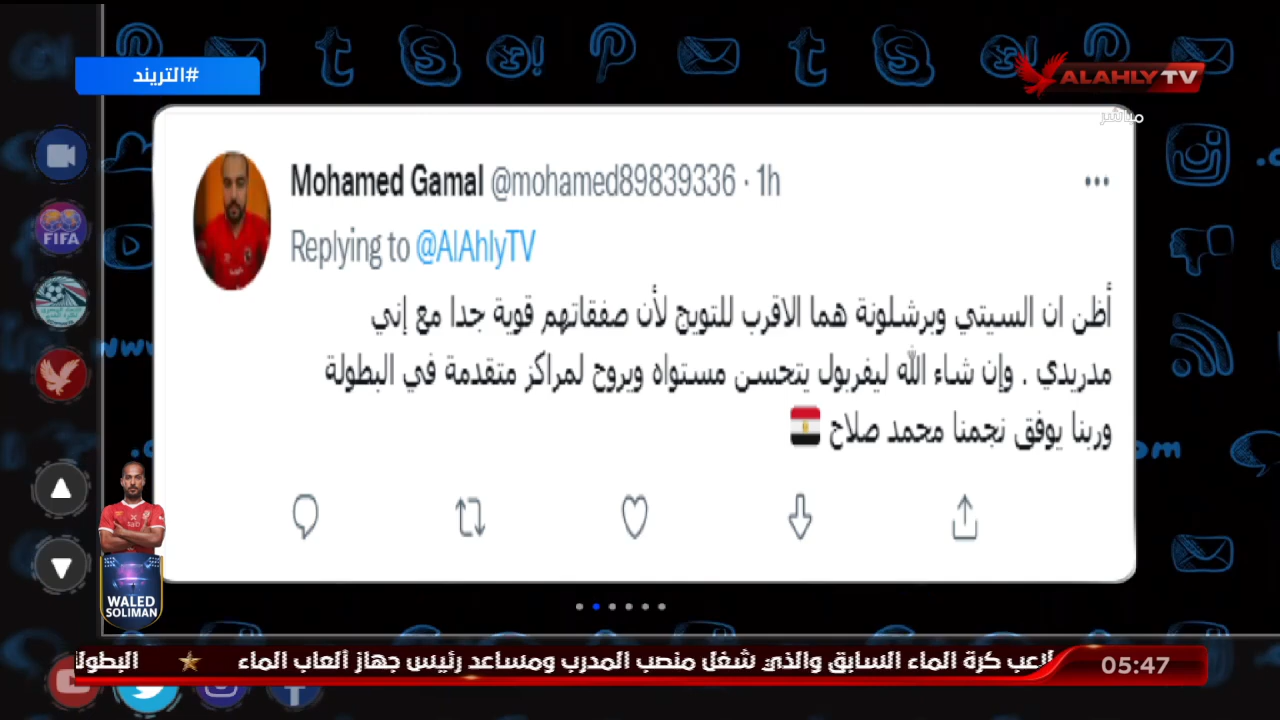 #التريند
ALAHLY TV
مباشر
Mohamed Gamal @mohamed89839336 · 1h
Replying to @AlAhlyTV
أظن ان السيتي وبرشلونة هما الاقرب للتويج لأن صفقاتهم قوية جدا مع إني
مدريدي . وإن شاء الله ليفربول يتحسن مستواه ويروح لمراكز متقدمة في البطولة
وربنا يوفق نجمنا محمد صلاح
FIFA
WALED
SOLIMAN
لاعب كرة الماء السابق والذي شغل منصب المدرب ومساعد رئيس جهاز ألعاب الماء
05:47